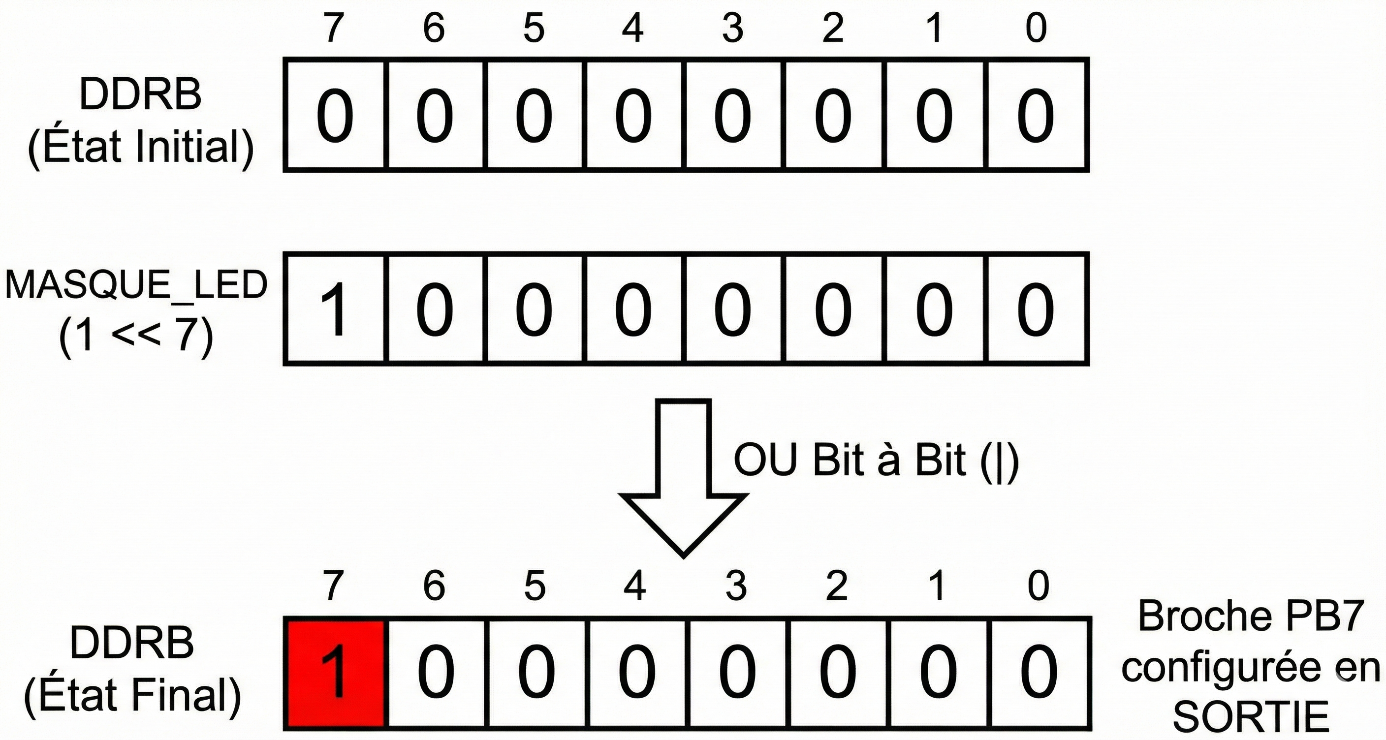 7 6 5 4 3 2 1 0
DDRB
(État Initial)
0 0 0 0 0 0 0 0
MASQUE_LED
(1 << 7)
1 0 0 0 0 0 0 0
OU Bit à Bit (|)
7 6 5 4 3 2 1 0
DDRB
(État Final)
1 0 0 0 0 0 0 0
Broche PB7
configurée en
SORTIE